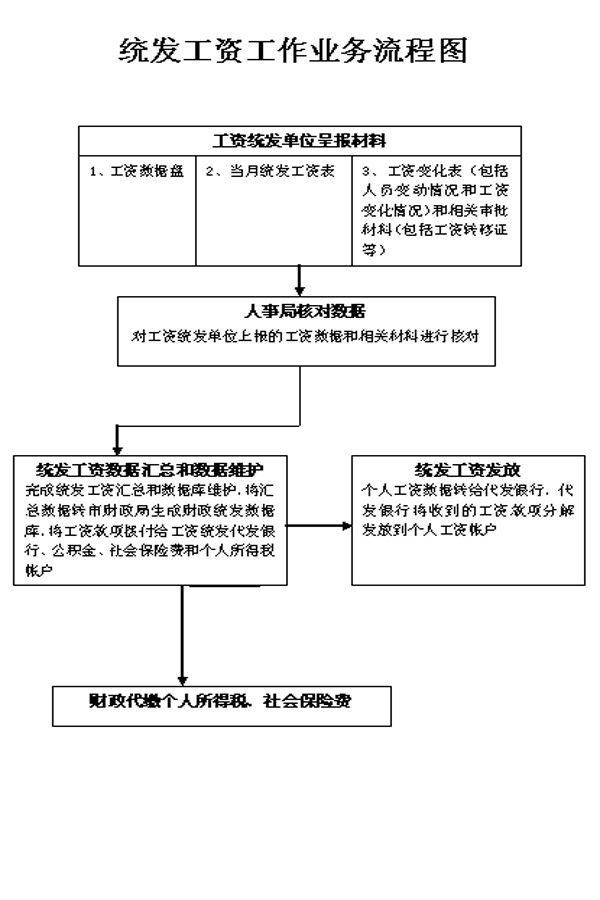 统发工资工作业务流程图
工资统发单位呈报材料
1、工资数据盘
2、当月统发工资表
3、工资变化表（包括
人员变动情况和工资
变化情况)和相关审批
材料(包括工资转移证
等)
人事局核对数据
对工资统发单位上报的工资数据和相关材料进行核对
统发工资数据汇总和数据维护
完成统发工资汇总和数据库维护,将汇
总数据转市财政局生成财政统发数据
库,将工资款项拨付给工资统发代发银
行、公积金、社会保险费和个人所得税
帐户
统发工资发放
个人工资数据转给代发银行，代
发银行将收到的工资款项分解
发放到个人工资帐户
财政代缴个人所得税、社会保险费